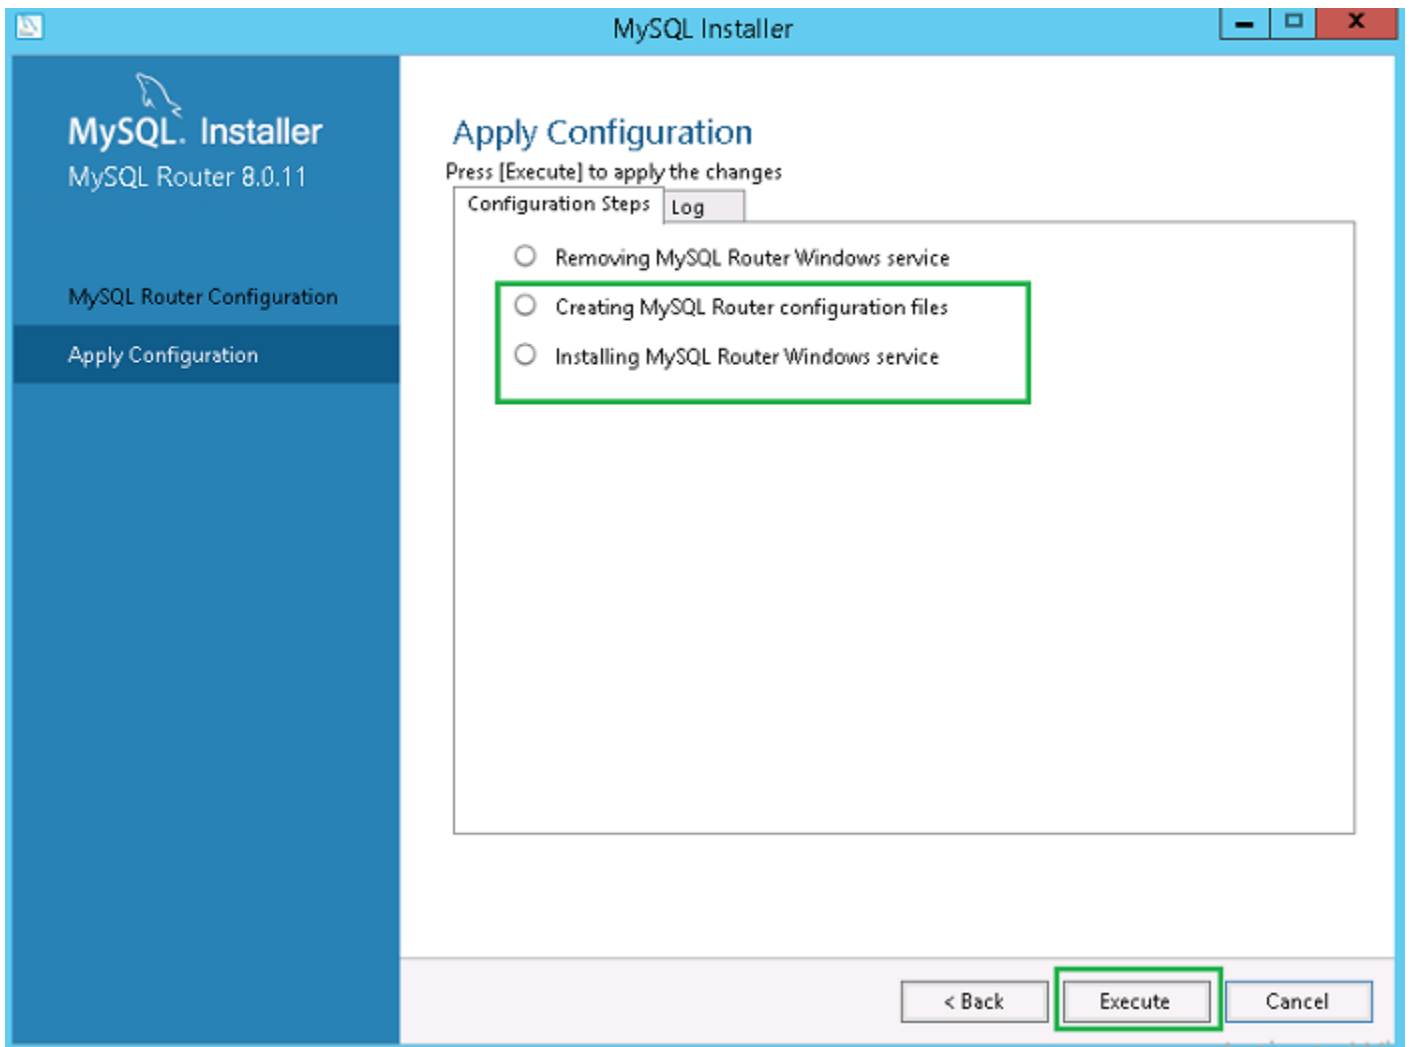 MySQL Installer
MySQL. Installer
MySQL Router 8.0.11
MySQL Router Configuration
Apply Configuration
Apply Configuration
Press [Execute] to apply the changes
Configuration Steps
Log
Removing MySQL Router Windows service
Creating MySQL Router configuration files
Installing MySQL Router Windows service
< Back
Execute
Cancel